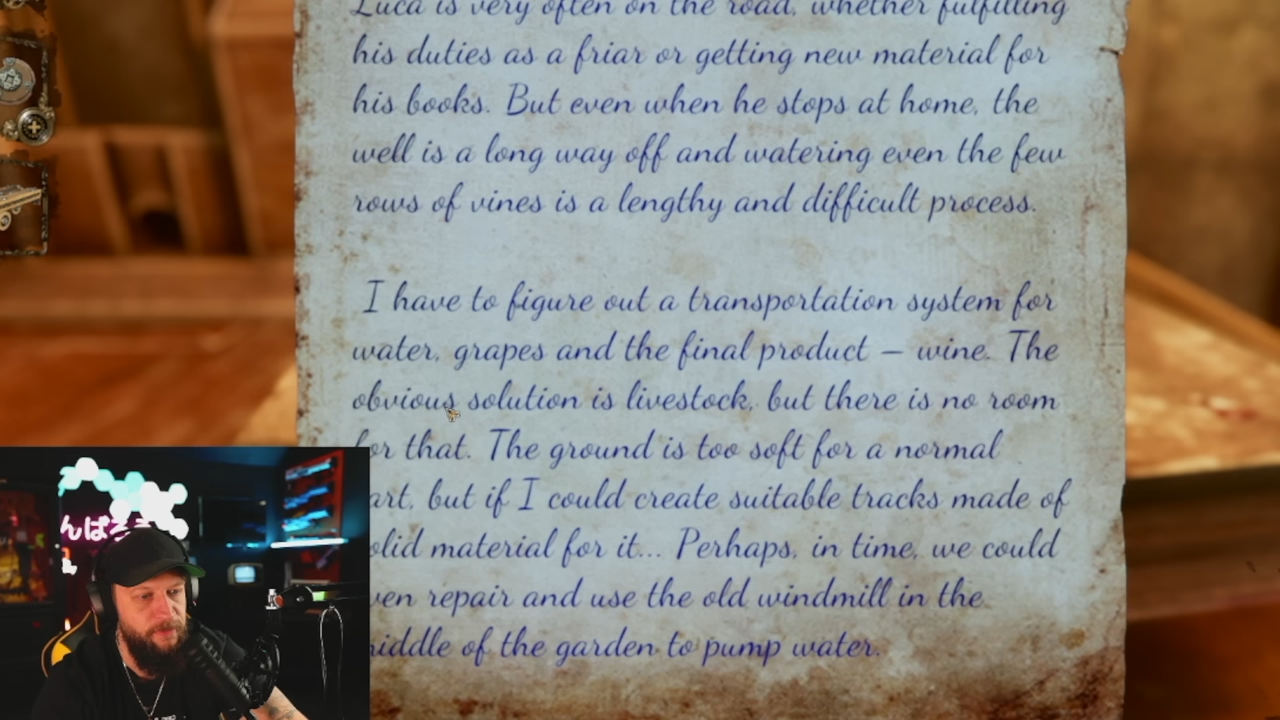 Luca is very often on the road, whether fulfilling
his duties as a friar or getting new material for
his books. But even when he stops at home, the
well is a long way off and watering even the few
rows of vines is a lengthy and difficult process.
I have to figure out a transportation system for
water, grapes and the final product – wine. The
obvious solution is livestock, but there is no room
for that. The ground is too soft for a normal
art, but if I could create suitable tracks made of
olid material for it... Perhaps, in time, we could
ven repair and use the old windmill in the
iddle of the garden to pump water.
んぱろう